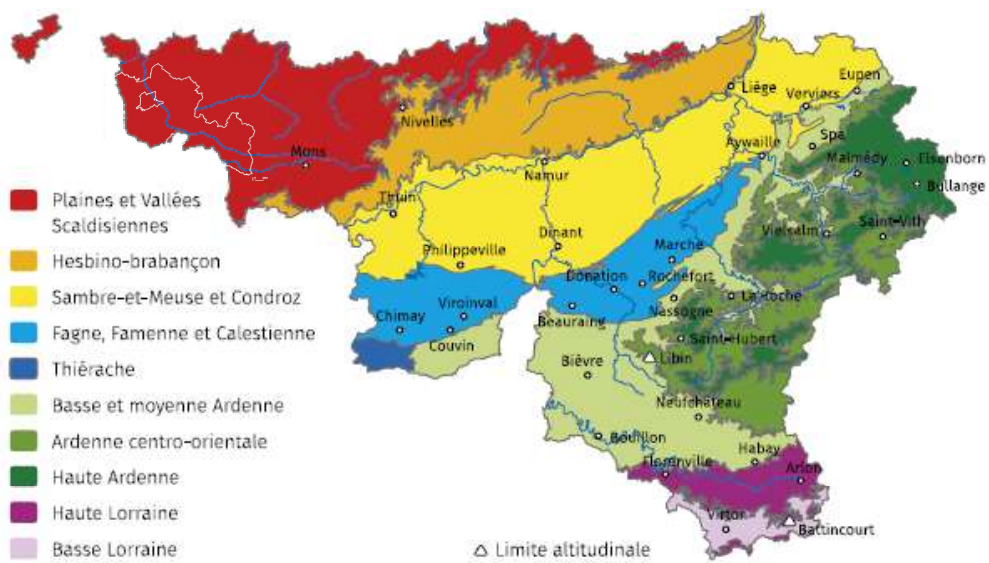 Eupen
Liège
Verviers
Nivelles
Spa
Aywaille
Mons
Malmédy
Elsenborn
Namur
Bullange
Plaines et Vallées
Scaldisiennes
Thuin
Saint-Vith
Vielsalm
Dinant
Marche
Philippeville
Hesbino-brabançon
Donation
Rochefort
Sambre-et-Meuse et Condroz
La Roche
Nassogne
Viroinval
Chimay
Beauraing
Fagne, Famenne et Calestienne
Couvin
Saint-Hubert
Libin
Bièvre
Thiérache
Neufchâteau
Basse et moyenne Ardenne
Bouillon
Ardenne centro-orientale
Habay
Florenville
Arlon
Haute Ardenne
Haute Lorraine
Virton
Battincourt
Basse Lorraine
Limite altitudinale